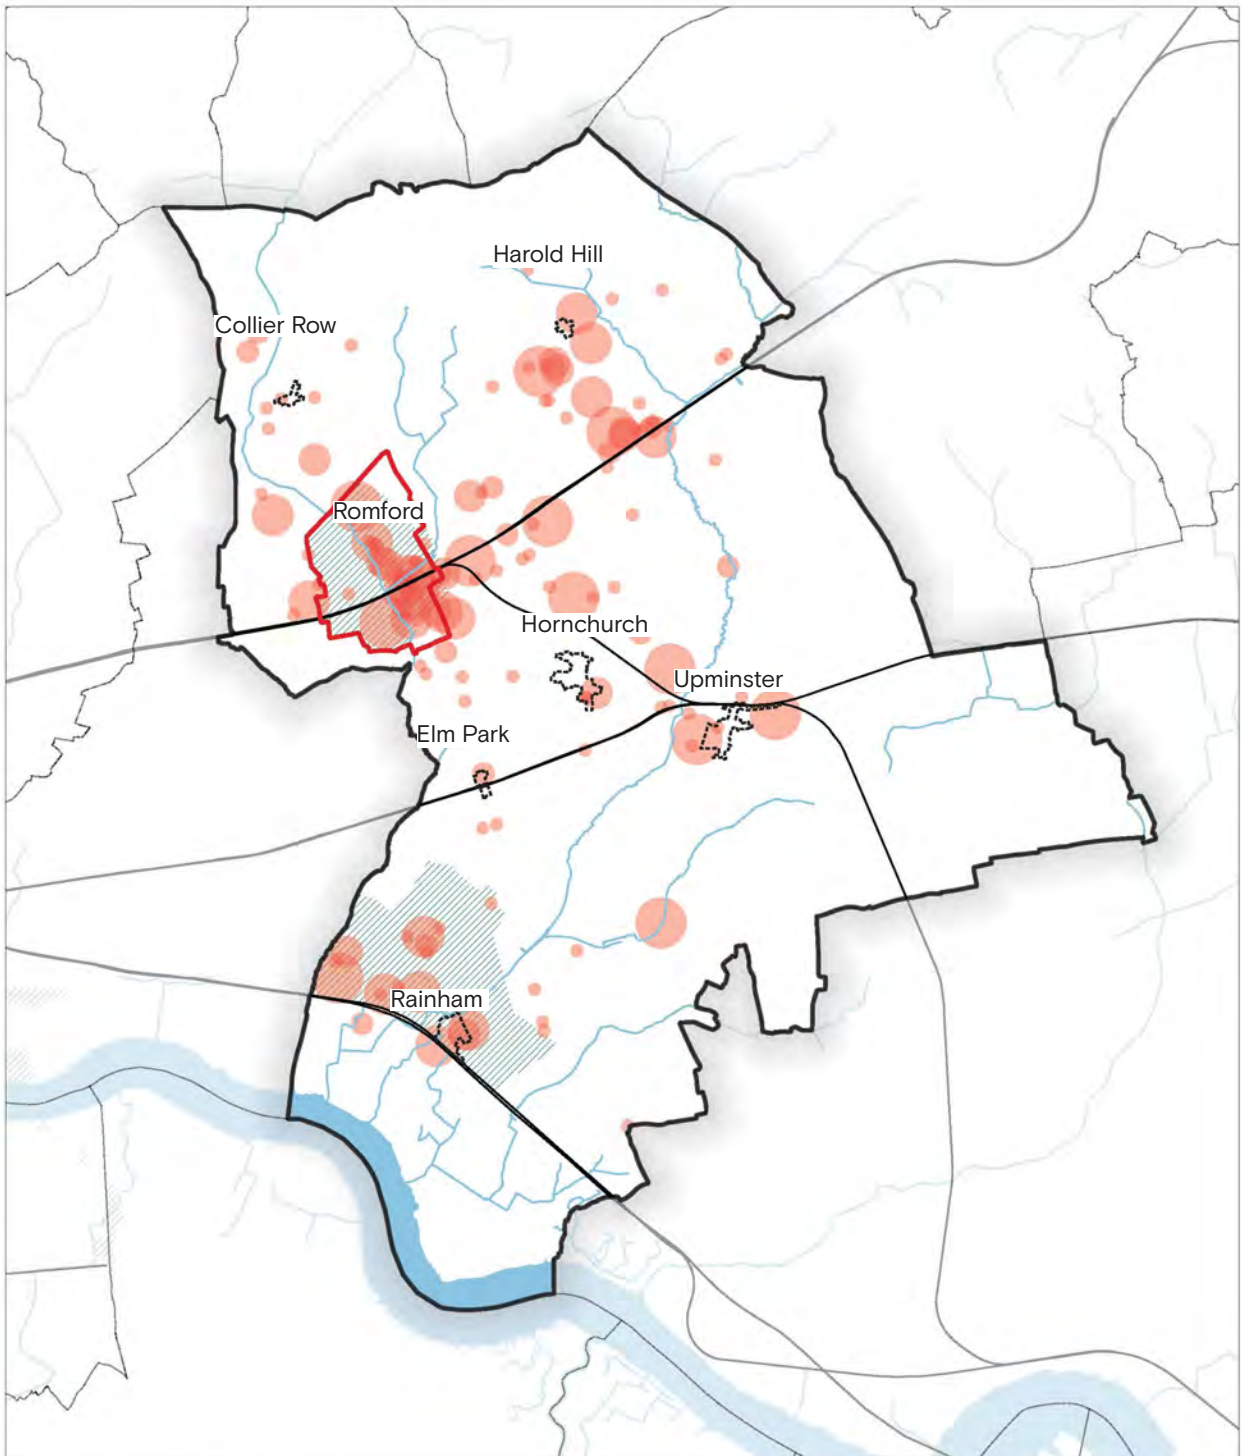 Harold Hill
Collier Row
Romford
Hornchurch
Upminster
Elm Park
Rainham